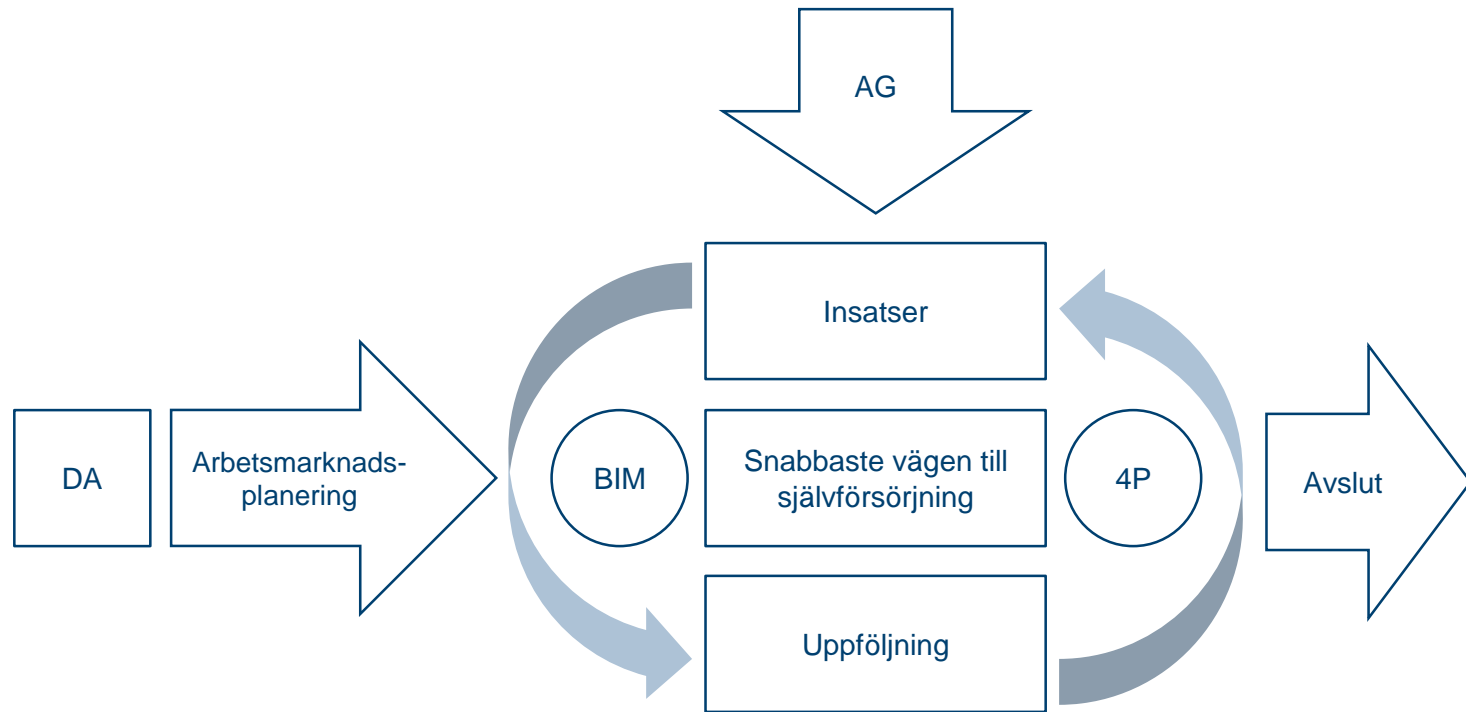 AG
Insatser
DA
Arbetsmarknads-
planering
BIM
Snabbaste vägen till
självförsörjning
4P
Avslut
Uppföljning